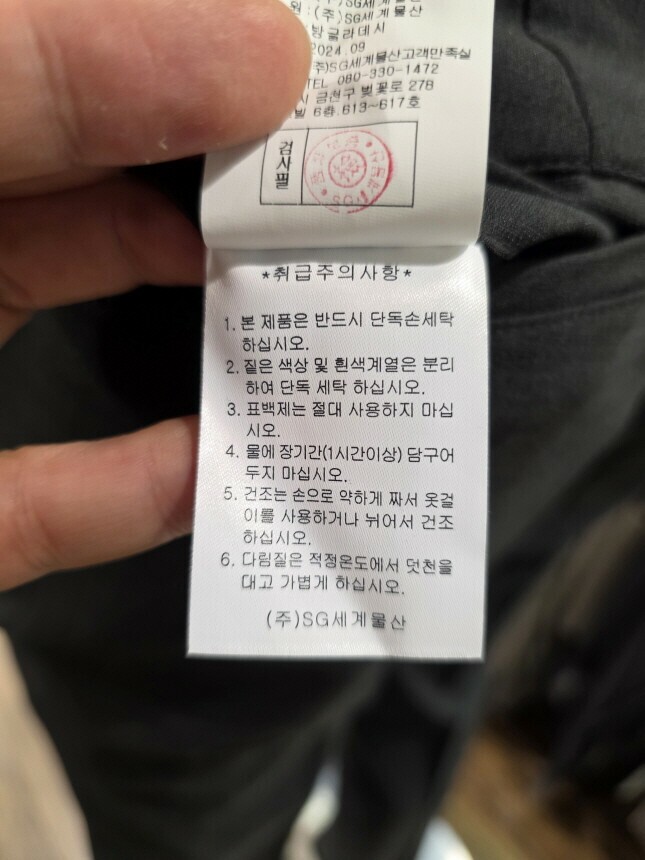 원 : (주)SG세계물산
방글라데시
2024.09
(주)SG세계물산고객만족실
TEL 080-330-1472
시 금천구 벚꽃로 278
빌 6층 613~617호
검사필
*취급주의사항*
1. 본 제품은 반드시 단독손세탁
하십시오.
2. 짙은 색상 및 흰색계열은 분리
하여 단독 세탁 하십시오.
3. 표백제는 절대 사용하지 마십
시오.
4. 물에 장기간(1시간이상) 담구어
두지 마십시오.
5. 건조는 손으로 약하게 짜서 옷걸
이를 사용하거나 뉘어서 건조
하십시오.
6. 다림질은 적정온도에서 덧천을
대고 가볍게 하십시오.
(주)SG세계물산